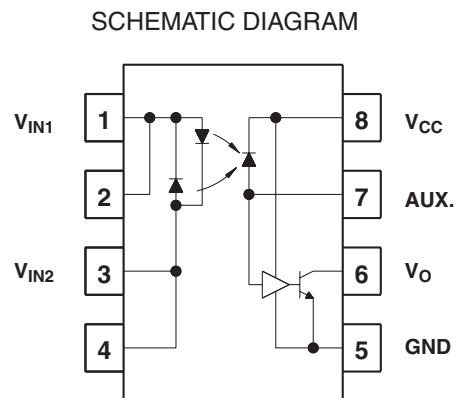 SCHEMATIC DIAGRAM
VIN1 1 8 VCC
2 7 AUX.
VIN2 3 6 VO
4 5 GND